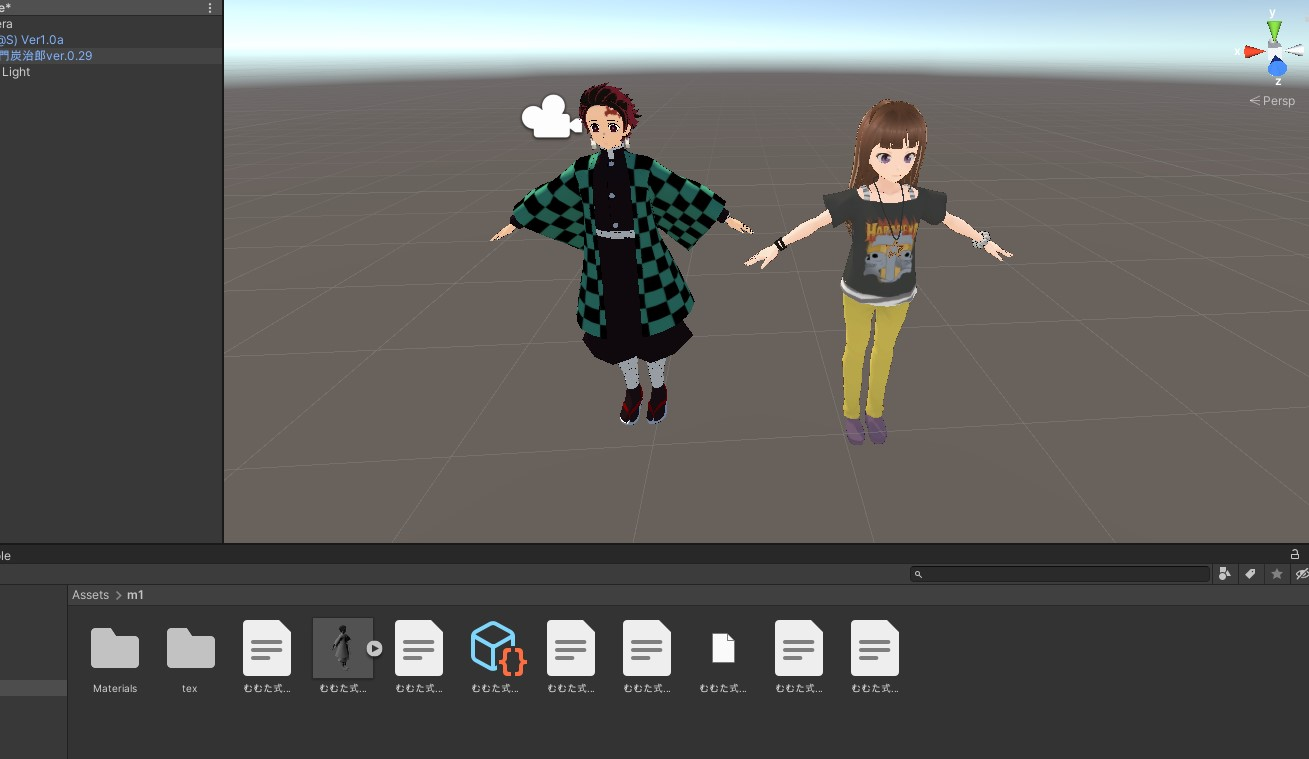 e*
era
@S) Ver1.0a
門炭治郎ver.0.29
Light
y
x
z
Persp
le
Assets > m1
Materials
tex
むむた式...
むむた式...
むむた式...
むむた式...
むむた式...
むむた式...
むむた式...
むむた式...
むむた式...